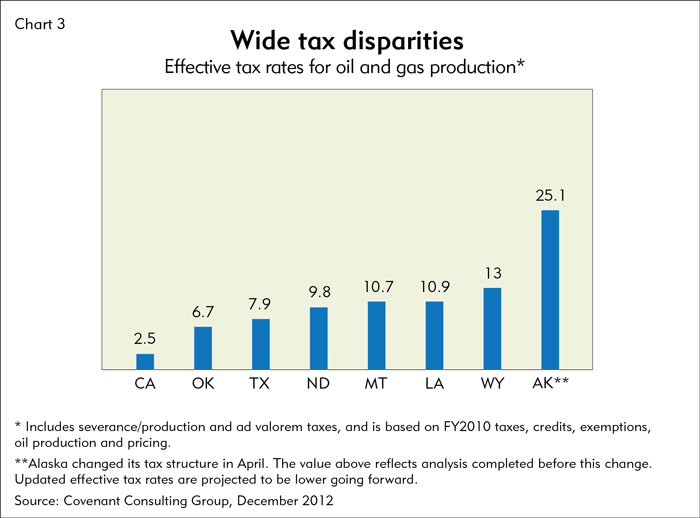 Chart 3
Wide tax disparities
Effective tax rates for oil and gas production*
25.1
13
10.7
10.9
9.8
7.9
6.7
2.5
CA OK TX ND MT LA WY AK**
* Includes severance/production and ad valorem taxes, and is based on FY2010 taxes, credits, exemptions,
oil production and pricing.
**Alaska changed its tax structure in April. The value above reflects analysis completed before this change.
Updated effective tax rates are projected to be lower going forward.
Source: Covenant Consulting Group, December 2012